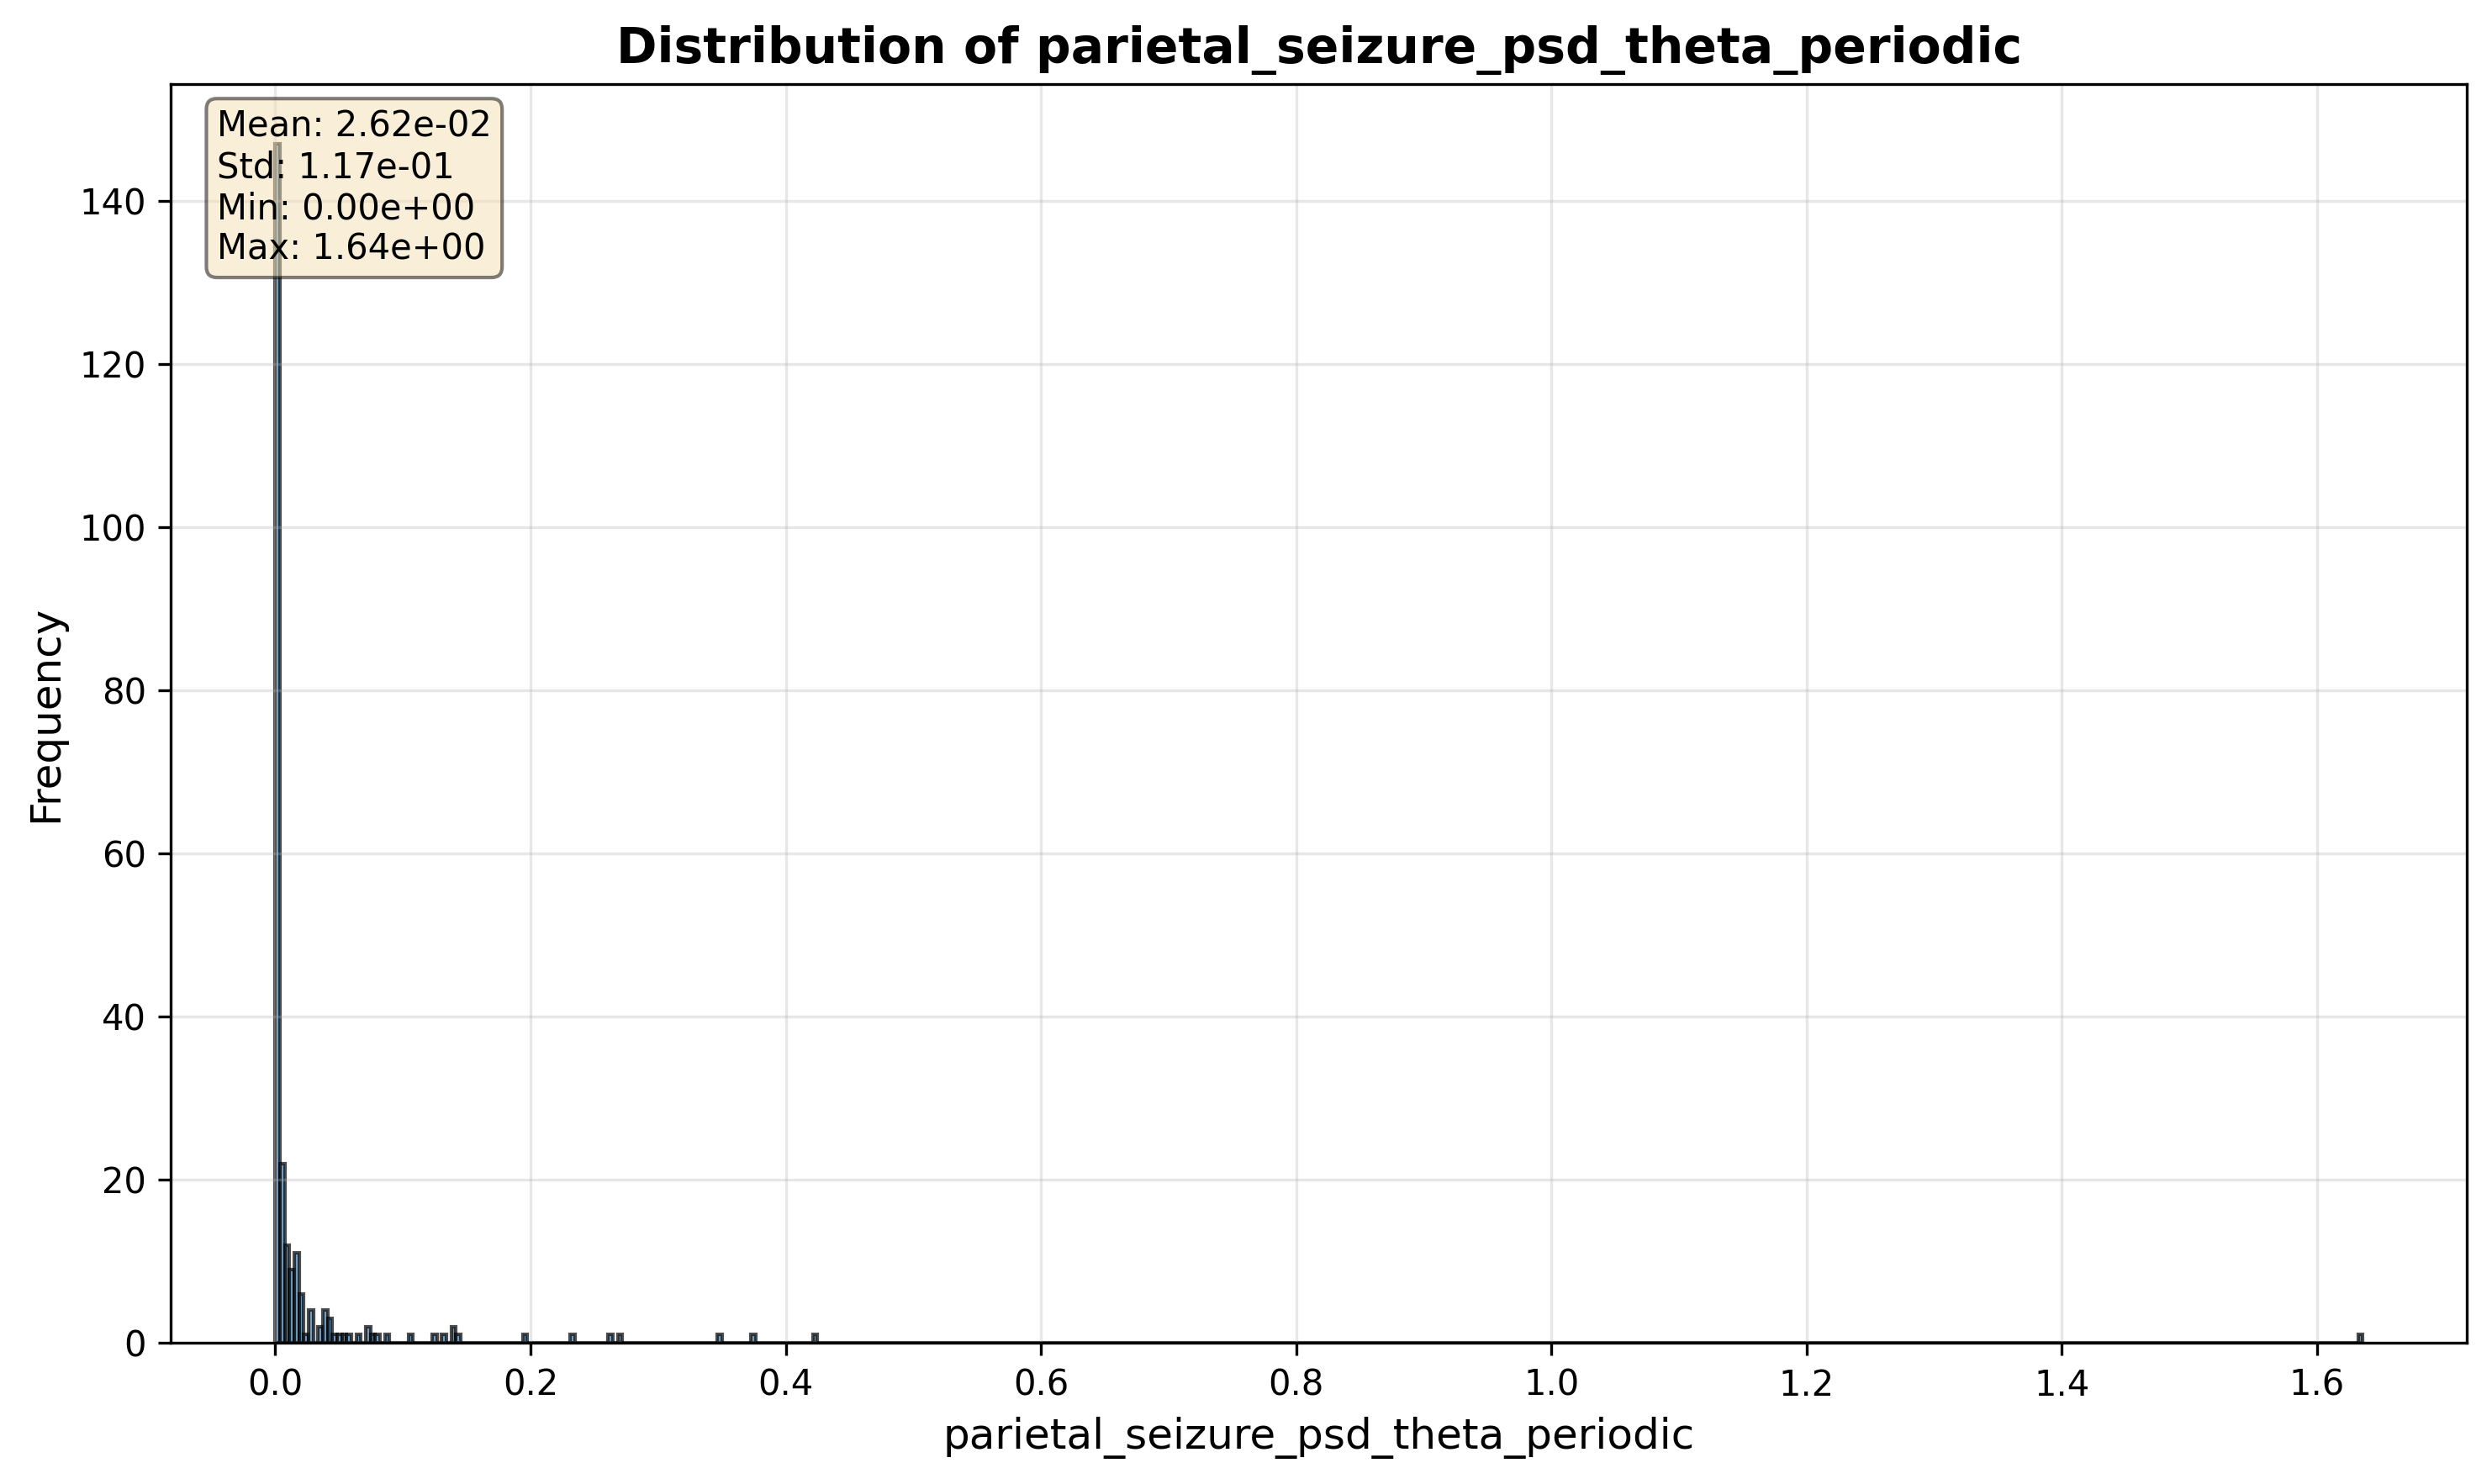 Distribution of parietal_seizure_psd_theta_periodic
Mean: 2.62e-02
Std: 1.17e-01
Min: 0.00e+00
Max: 1.64e+00
140
120
100
80
60
40
20
0
Frequency
0.0 0.2 0.4 0.6 0.8 1.0 1.2 1.4 1.6
parietal_seizure_psd_theta_periodic